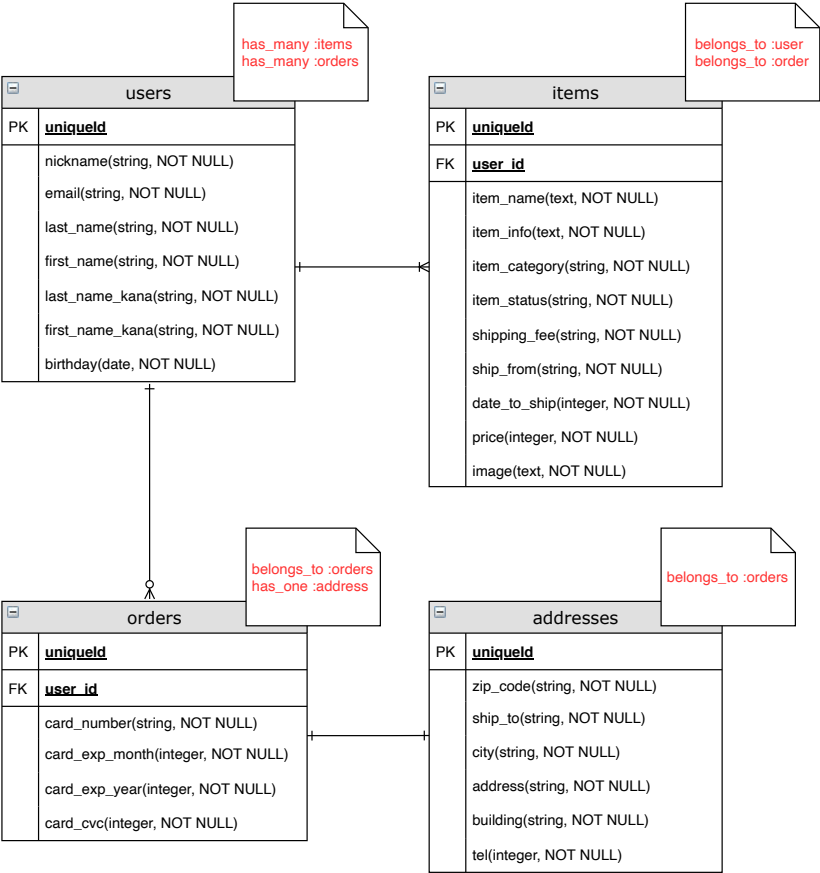 has_many :items
has_many :orders
users
PK uniqueId
nickname(string, NOT NULL)
email(string, NOT NULL)
last_name(string, NOT NULL)
first_name(string, NOT NULL)
last_name_kana(string, NOT NULL)
first_name_kana(string, NOT NULL)
birthday(date, NOT NULL)
belongs_to :user
belongs_to :order
items
PK uniqueId
FK user_id
item_name(text, NOT NULL)
item_info(text, NOT NULL)
item_category(string, NOT NULL)
item_status(string, NOT NULL)
shipping_fee(string, NOT NULL)
ship_from(string, NOT NULL)
date_to_ship(integer, NOT NULL)
price(integer, NOT NULL)
image(text, NOT NULL)
belongs_to :orders
has_one :address
orders
PK uniqueId
FK user_id
card_number(string, NOT NULL)
card_exp_month(integer, NOT NULL)
card_exp_year(integer, NOT NULL)
card_cvc(integer, NOT NULL)
belongs_to :orders
addresses
PK uniqueId
zip_code(string, NOT NULL)
ship_to(string, NOT NULL)
city(string, NOT NULL)
address(string, NOT NULL)
building(string, NOT NULL)
tel(integer, NOT NULL)